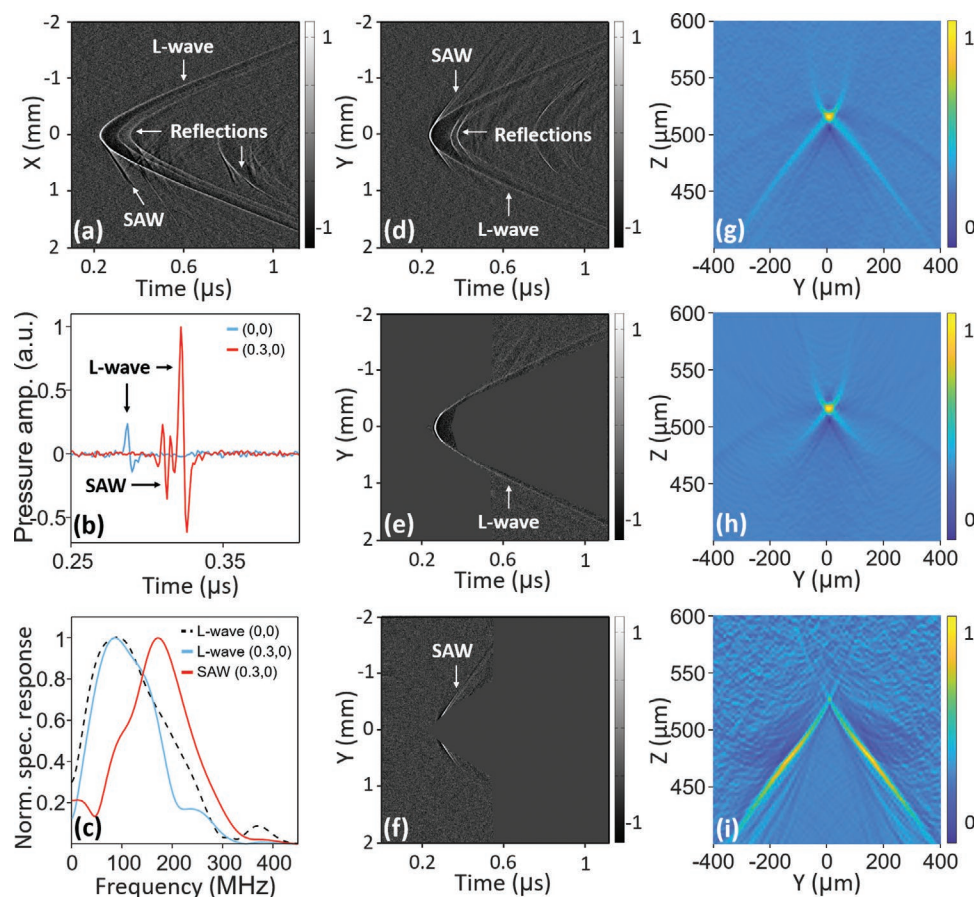 -2
-1
0
1
2
X (mm)
L-wave
Reflections
SAW
(a)
0.2
0.6
1
Time (µs)
1
-1
-2
-1
0
1
2
Y (mm)
SAW
Reflections
L-wave
(d)
0.2
0.6
1
Time (µs)
1
-1
600
550
1500
450
Z (µm)
(g)
-400
-200
0
200
400
Y (µm)
1
0
1
0.5
0
-0.5
Pressure amp. (a.u.)
(0,0)
(0.3,0)
L-wave
SAW
(b)
0.25
0.35
Time (µs)
-2
-1
0
1
2
Y (mm)
L-wave
(e)
0.2
0.6
1
Time (µs)
1
-1
600
550
1500
450
Z (µm)
(h)
-400
-200
0
200
400
Y (µm)
1
0
1
0.8
0.6
0.4
0.2
Norm. spec. response
L-wave (0,0)
L-wave (0.3,0)
SAW (0.3,0)
(c)
0
100
200
300
400
Frequency (MHz)
-2
-1
0
1
2
Y (mm)
SAW
(f)
0.2
0.6
1
Time (µs)
1
-1
600
550
1500
450
Z (µm)
(i)
-400
-200
0
200
400
Y (µm)
1
0